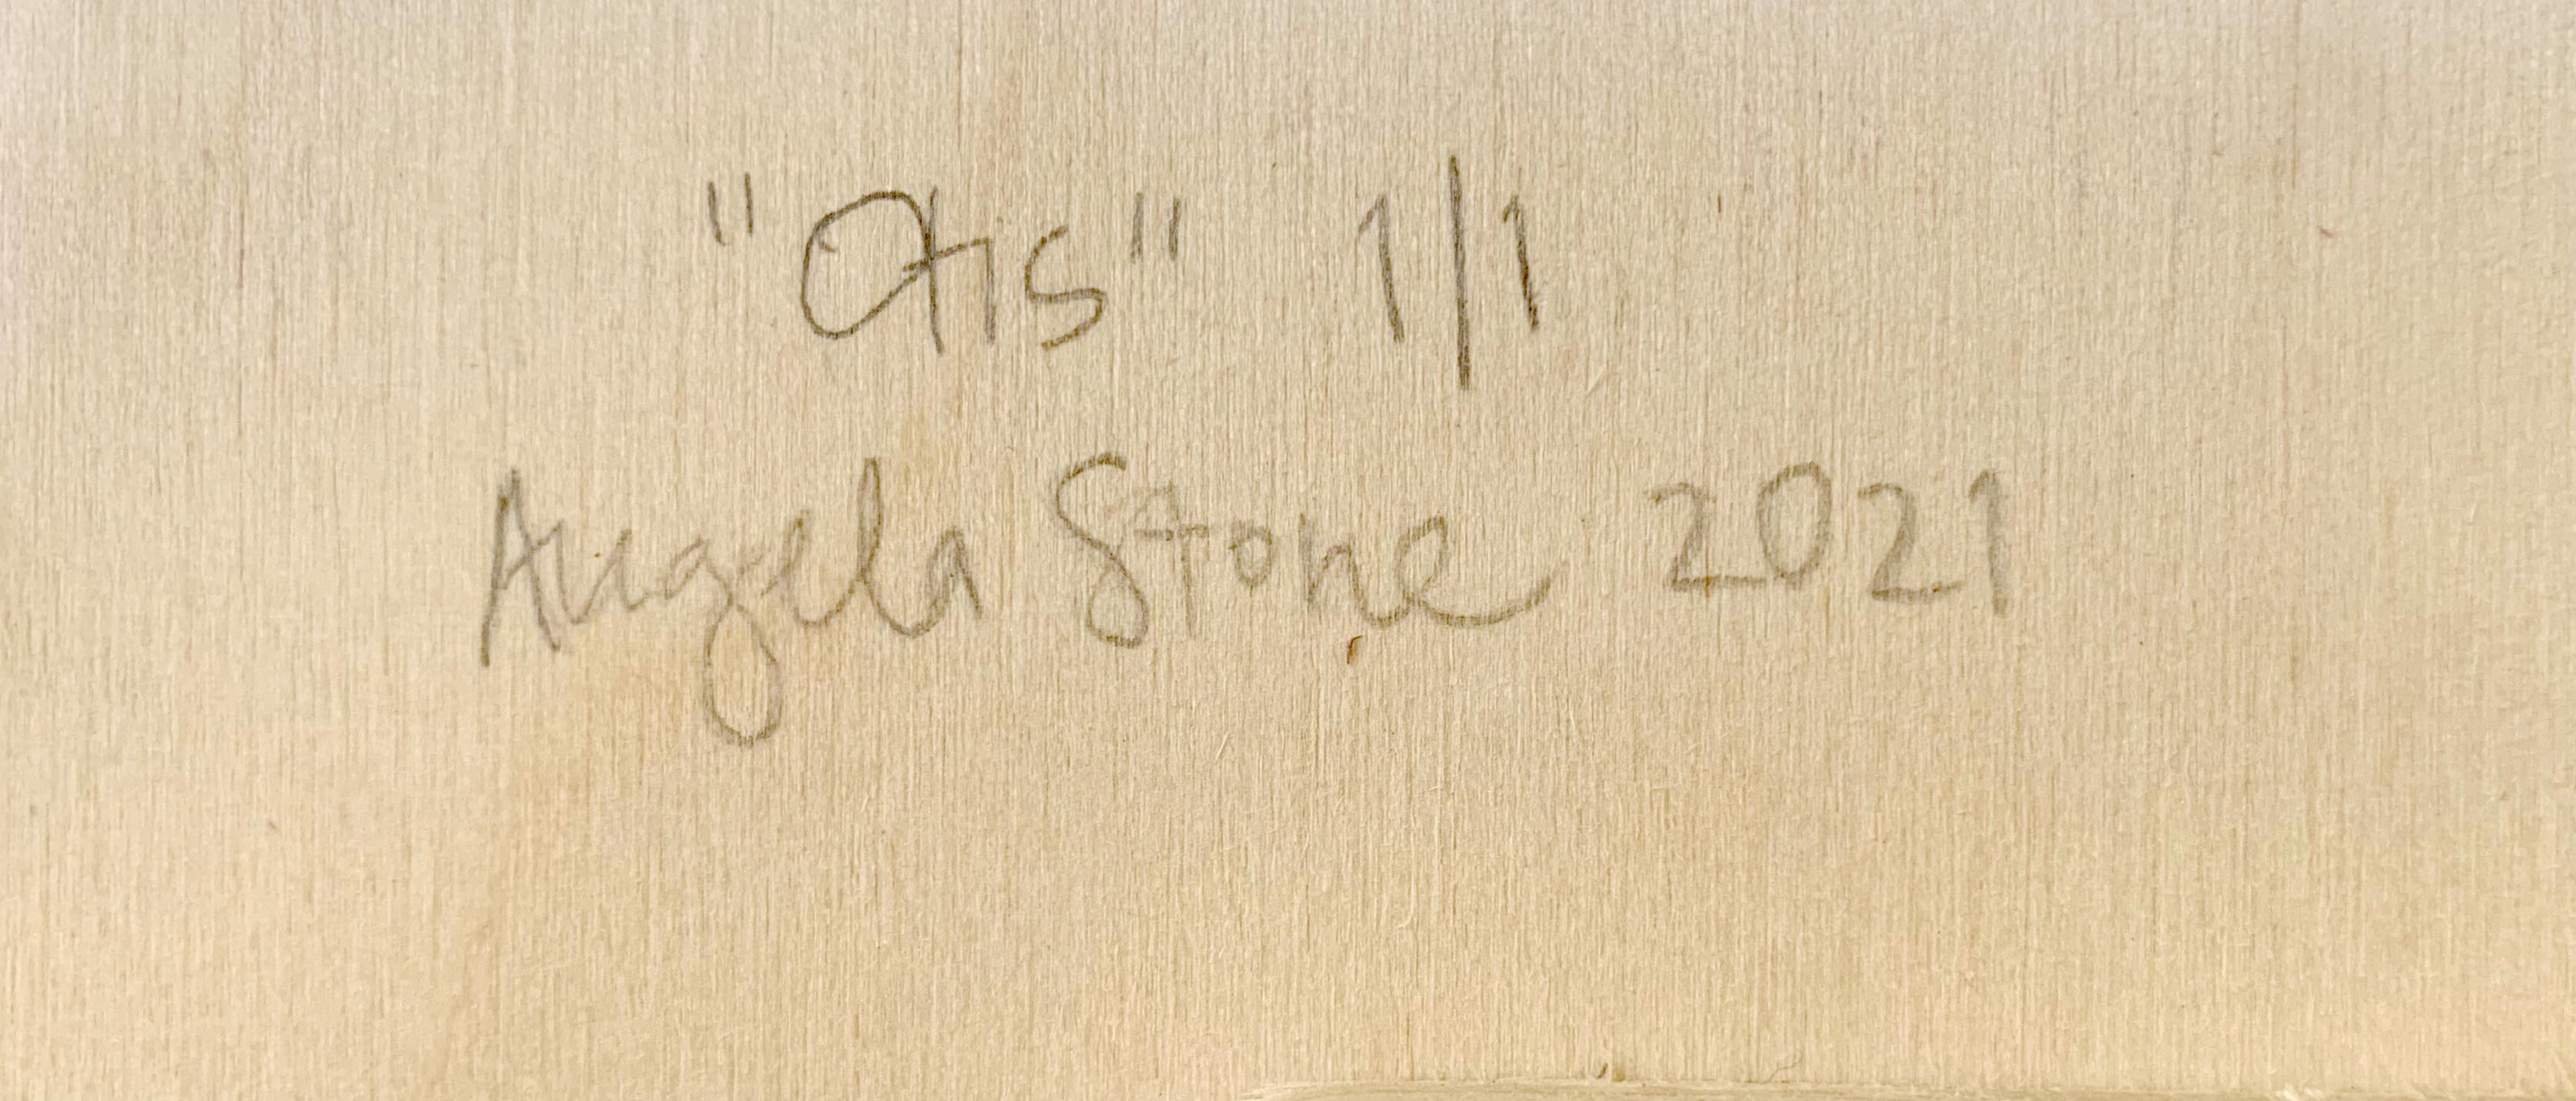 "Otis" 1/1
Angela Stone 2021